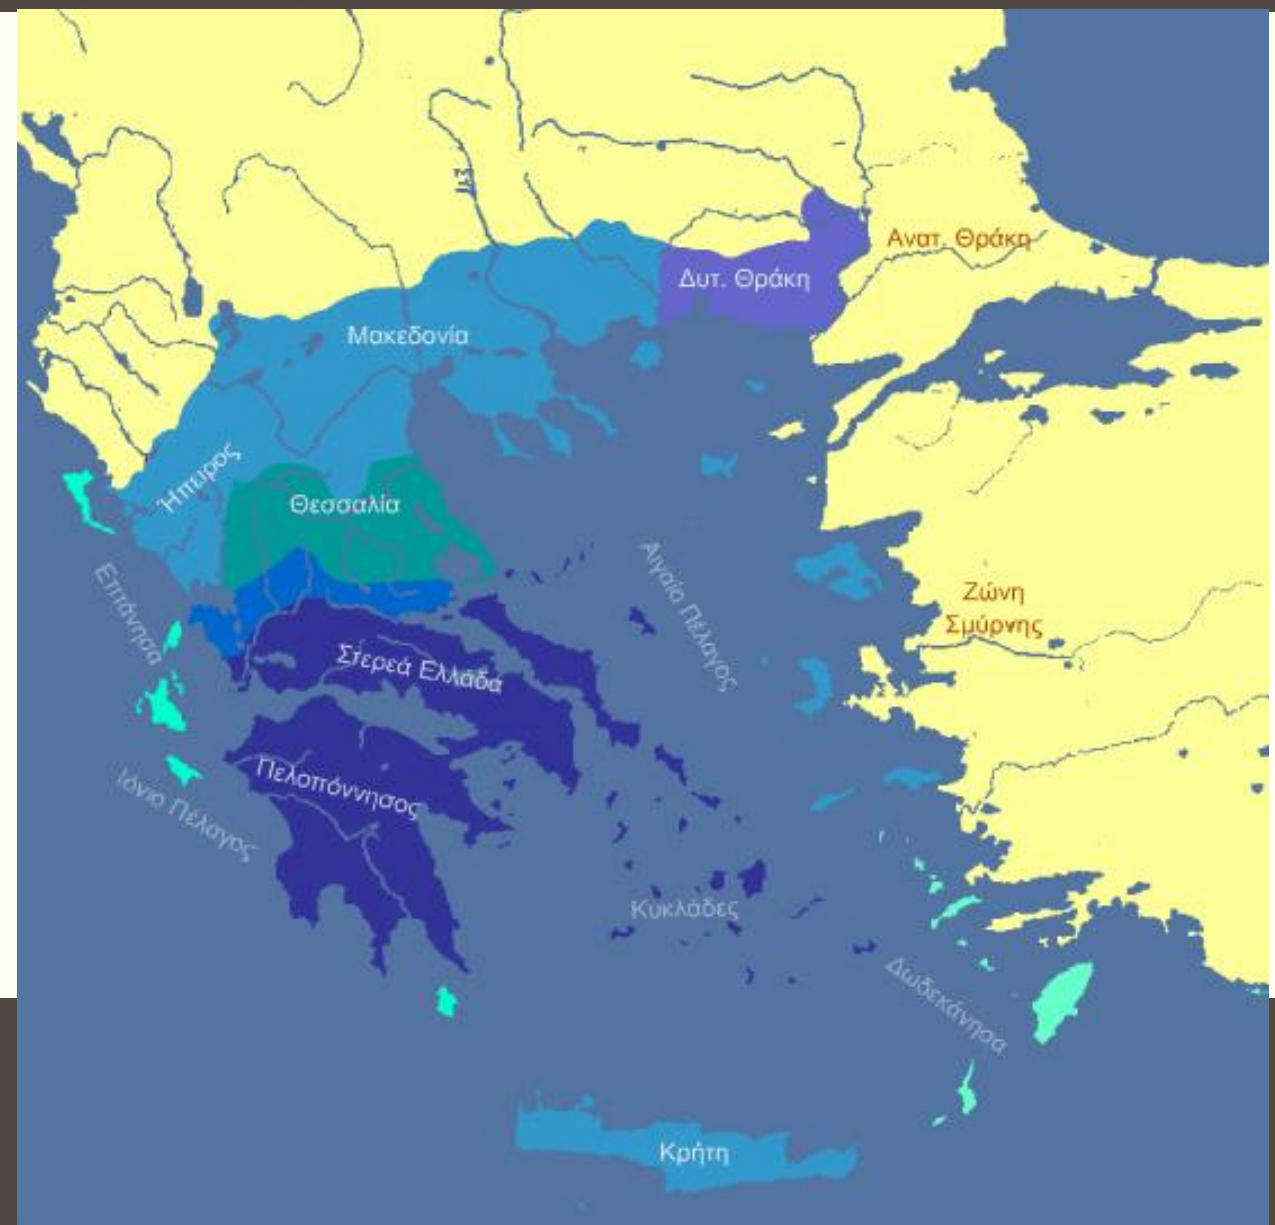 Ανατ. Θράκη
Δυτ. Θράκη
Μακεδονία
Ήπειρος
Θεσσαλία
Αιγαίο Πέλαγος
Επτάνησα
Ζώνη
Σμύρνης
Στερεά Ελλάδα
Πελοπόννησος
Ιόνιο Πέλαγος
Κυκλάδες
Δωδεκάνησα
Κρήτη